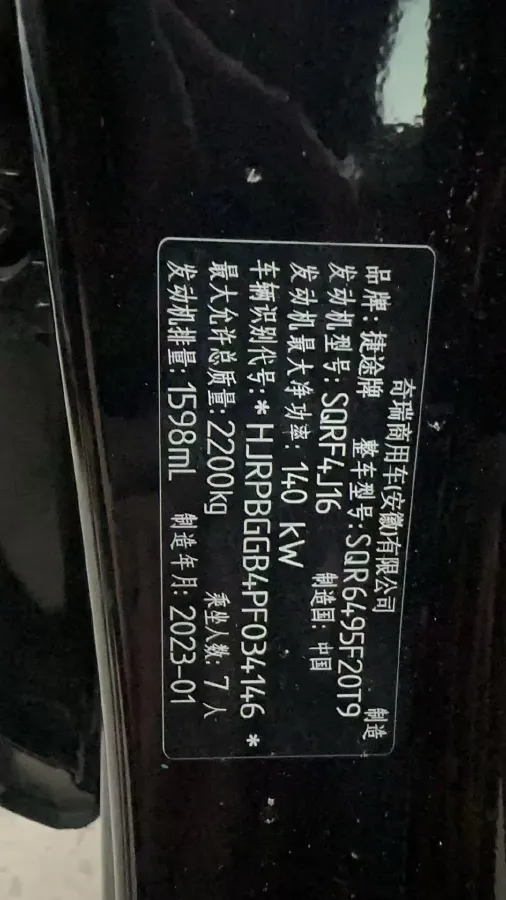 奇瑞商用车(安徽)有限公司 制造
品牌:捷途牌 整车型号:SQR6495F20T9
发动机型号:SQRF4J16 制造国:中国
发动机最大净功率:140 kW
车辆识别代号:*HJRPBGGB4PF034146*
最大允许总质量:2200kg 乘坐人数:7人
发动机排量:1598mL 制造年月:2023-01